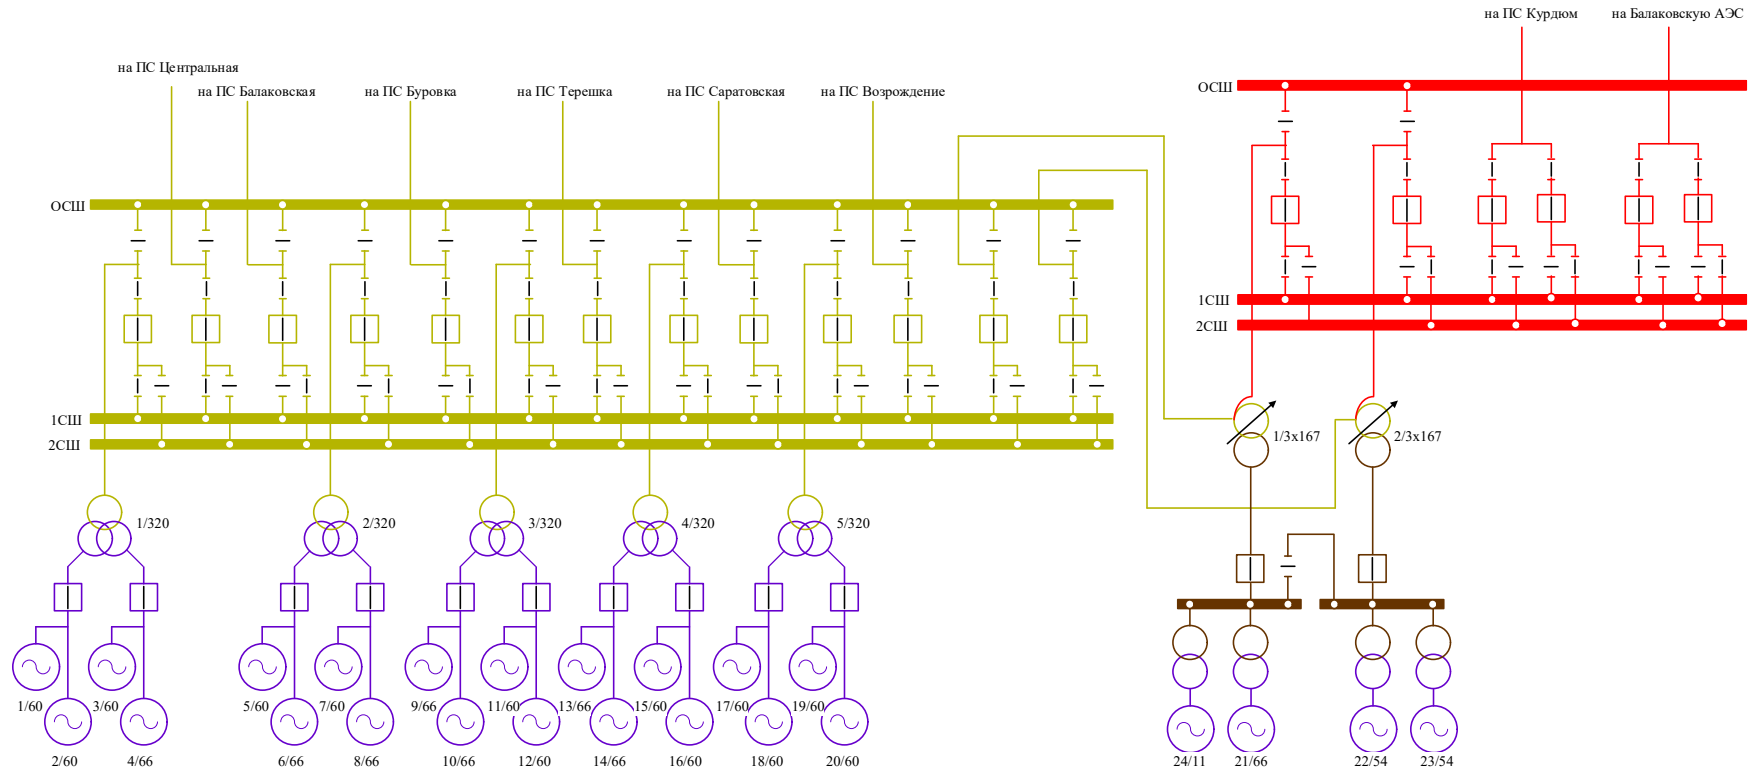 на ПС Курдюм
на Балаковскую АЭС
на ПС Центральная
на ПС Балаковская
на ПС Буровка
на ПС Терешка
на ПС Саратовская
на ПС Возрождение
ОСШ
ОСШ
1СШ
2СШ
1СШ
2СШ
1/3х167
2/3х167
1/320
2/320
3/320
4/320
5/320
1/60
3/60
5/60
7/60
9/66
11/60
13/66
15/60
17/60
19/60
2/60
4/66
6/66
8/66
10/66
12/60
14/66
16/60
18/60
20/60
24/11
21/66
22/54
23/54